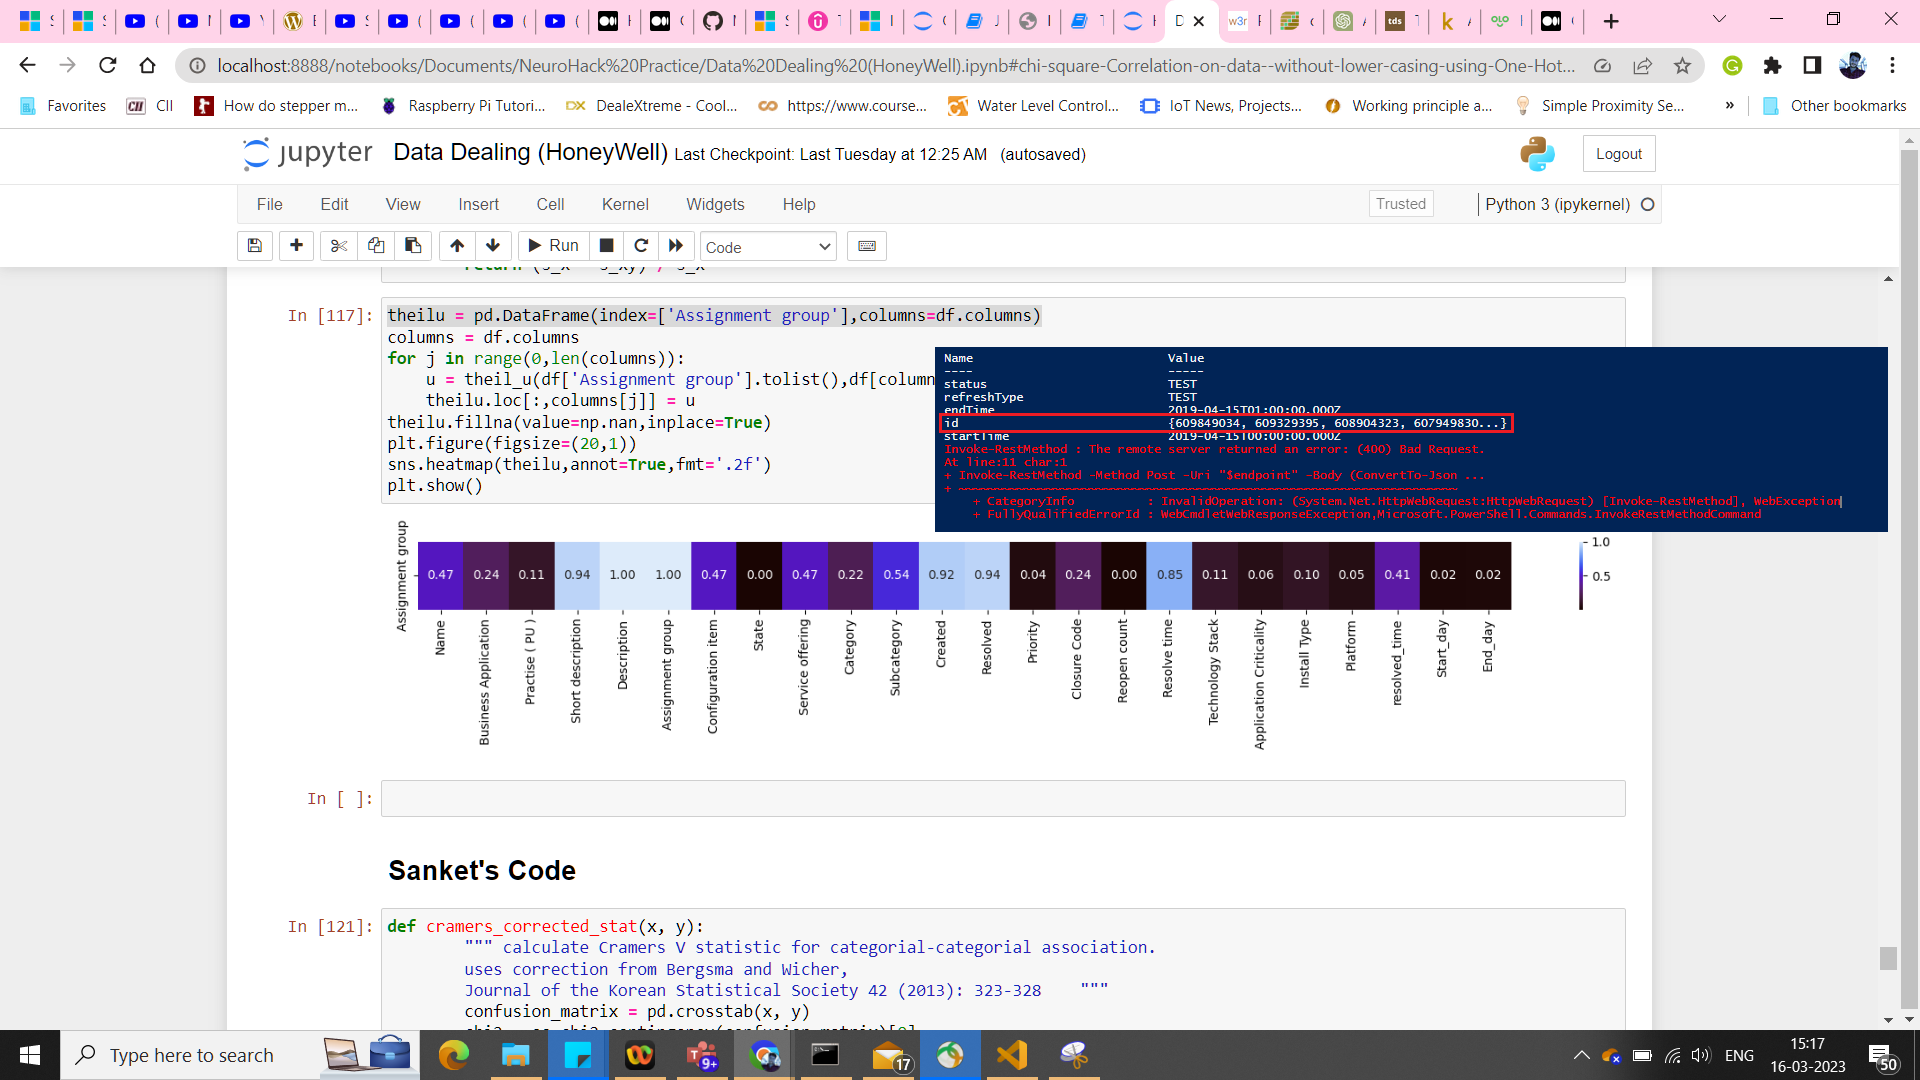 localhost:8888/notebooks/Documents/NeuroHack%20Practice/Data%20Dealing%20(HoneyWell).ipynb#chi-square-Correlation-on-data--without-lower-casing-using-One-Hot...
Favorites
CII
How do stepper m...
Raspberry Pi Tutori...
DX DealeXtreme - Cool...
https://www.course...
Water Level Control...
IoT News, Projects...
Working principle a...
Simple Proximity Se...
»
Other bookmarks
jupyter Data Dealing (HoneyWell) Last Checkpoint: Last Tuesday at 12:25 AM (autosaved)
Logout
File Edit View Insert Cell Kernel Widgets Help
Trusted
Python 3 (ipykernel)
Run
Code
In [117]:
theilu = pd.DataFrame(index=['Assignment group'],columns=df.columns)
columns = df.columns
for j in range(0,len(columns)):
u = theil_u(df['Assignment group'].tolist(),df[column
theilu.loc[:,columns[j]] = u
theilu.fillna(value=np.nan,inplace=True)
plt.figure(figsize=(20,1))
sns.heatmap(theilu,annot=True,fmt='.2f')
plt.show()
Name Value
---- -----
status TEST
refreshType TEST
endTime 2019-04-15T01:00:00.000Z
id {609849034, 609329395, 608904323, 607949830...}
startTime 2019-04-15T00:00:00.000Z
Invoke-RestMethod : The remote server returned an error: (400) Bad Request.
At line:11 char:1
+ Invoke-RestMethod -Method Post -Uri "$endpoint" -Body (ConvertTo-Json ...
+ CategoryInfo : InvalidOperation: (System.Net.HttpWebRequest:HttpWebRequest) [Invoke-RestMethod], WebException
+ FullyQualifiedErrorId : WebCmdletWebResponseException,Microsoft.PowerShell.Commands.InvokeRestMethodCommand
Assignment group
0.47 0.24 0.11 0.94 1.00 1.00 0.47 0.00 0.47 0.22 0.54 0.92 0.94 0.04 0.24 0.00 0.85 0.11 0.06 0.10 0.05 0.41 0.02 0.02
1.0
0.5
Name
Business Application
Practise ( PU )
Short description
Description
Assignment group
Configuration item
State
Service offering
Category
Subcategory
Created
Resolved
Priority
Closure Code
Reopen count
Resolve time
Technology Stack
Application Criticality
Install Type
Platform
resolved_time
Start_day
End_day
In [ ]:
Sanket's Code
In [121]:
def cramers_corrected_stat(x, y):
""" calculate Cramers V statistic for categorial-categorial association.
uses correction from Bergsma and Wicher,
Journal of the Korean Statistical Society 42 (2013): 323-328 """
confusion_matrix = pd.crosstab(x, y)
Type here to search
9+
17
ENG
15:17
16-03-2023
50